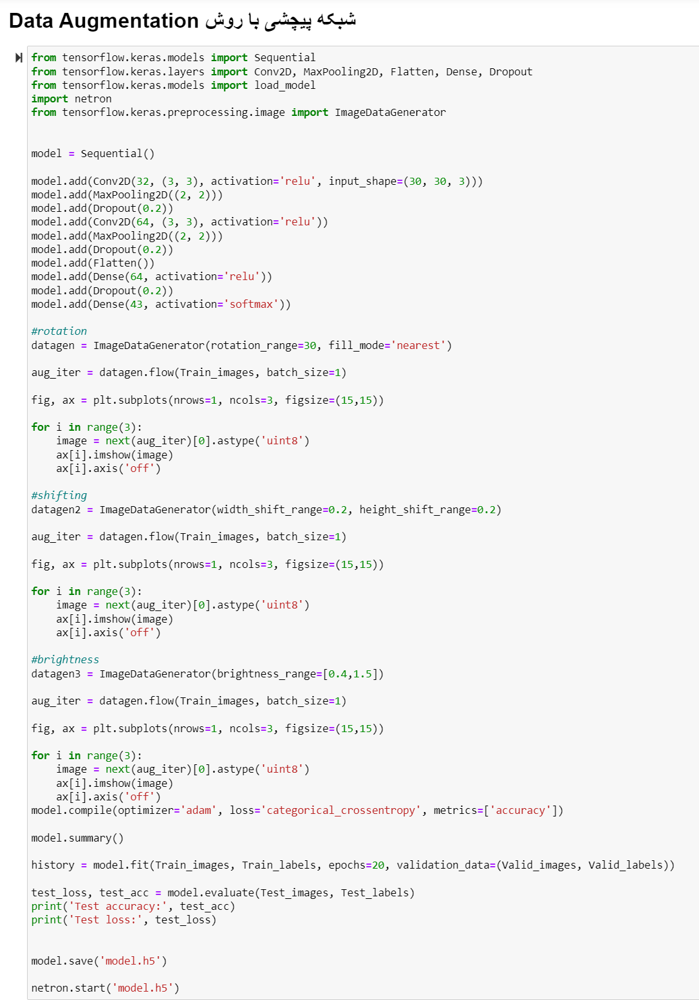 شبکه پیچشی با روش Data Augmentation
from tensorflow.keras.models import Sequential
from tensorflow.keras.layers import Conv2D, MaxPooling2D, Flatten, Dense, Dropout
from tensorflow.keras.models import load_model
import netron
from tensorflow.keras.preprocessing.image import ImageDataGenerator
model = Sequential()
model.add(Conv2D(32, (3, 3), activation='relu', input_shape=(30, 30, 3)))
model.add(MaxPooling2D((2, 2)))
model.add(Dropout(0.2))
model.add(Conv2D(64, (3, 3), activation='relu'))
model.add(MaxPooling2D((2, 2)))
model.add(Dropout(0.2))
model.add(Flatten())
model.add(Dense(64, activation='relu'))
model.add(Dropout(0.2))
model.add(Dense(43, activation='softmax'))
#rotation
datagen = ImageDataGenerator(rotation_range=30, fill_mode='nearest')
aug_iter = datagen.flow(Train_images, batch_size=1)
fig, ax = plt.subplots(nrows=1, ncols=3, figsize=(15,15))
for i in range(3):
    image = next(aug_iter)[0].astype('uint8')
    ax[i].imshow(image)
    ax[i].axis('off')
#shifting
datagen2 = ImageDataGenerator(width_shift_range=0.2, height_shift_range=0.2)
aug_iter = datagen.flow(Train_images, batch_size=1)
fig, ax = plt.subplots(nrows=1, ncols=3, figsize=(15,15))
for i in range(3):
    image = next(aug_iter)[0].astype('uint8')
    ax[i].imshow(image)
    ax[i].axis('off')
#brightness
datagen3 = ImageDataGenerator(brightness_range=[0.4,1.5])
aug_iter = datagen.flow(Train_images, batch_size=1)
fig, ax = plt.subplots(nrows=1, ncols=3, figsize=(15,15))
for i in range(3):
    image = next(aug_iter)[0].astype('uint8')
    ax[i].imshow(image)
    ax[i].axis('off')
model.compile(optimizer='adam', loss='categorical_crossentropy', metrics=['accuracy'])
model.summary()
history = model.fit(Train_images, Train_labels, epochs=20, validation_data=(Valid_images, Valid_labels))
test_loss, test_acc = model.evaluate(Test_images, Test_labels)
print('Test accuracy:', test_acc)
print('Test loss:', test_loss)
model.save('model.h5')
netron.start('model.h5')